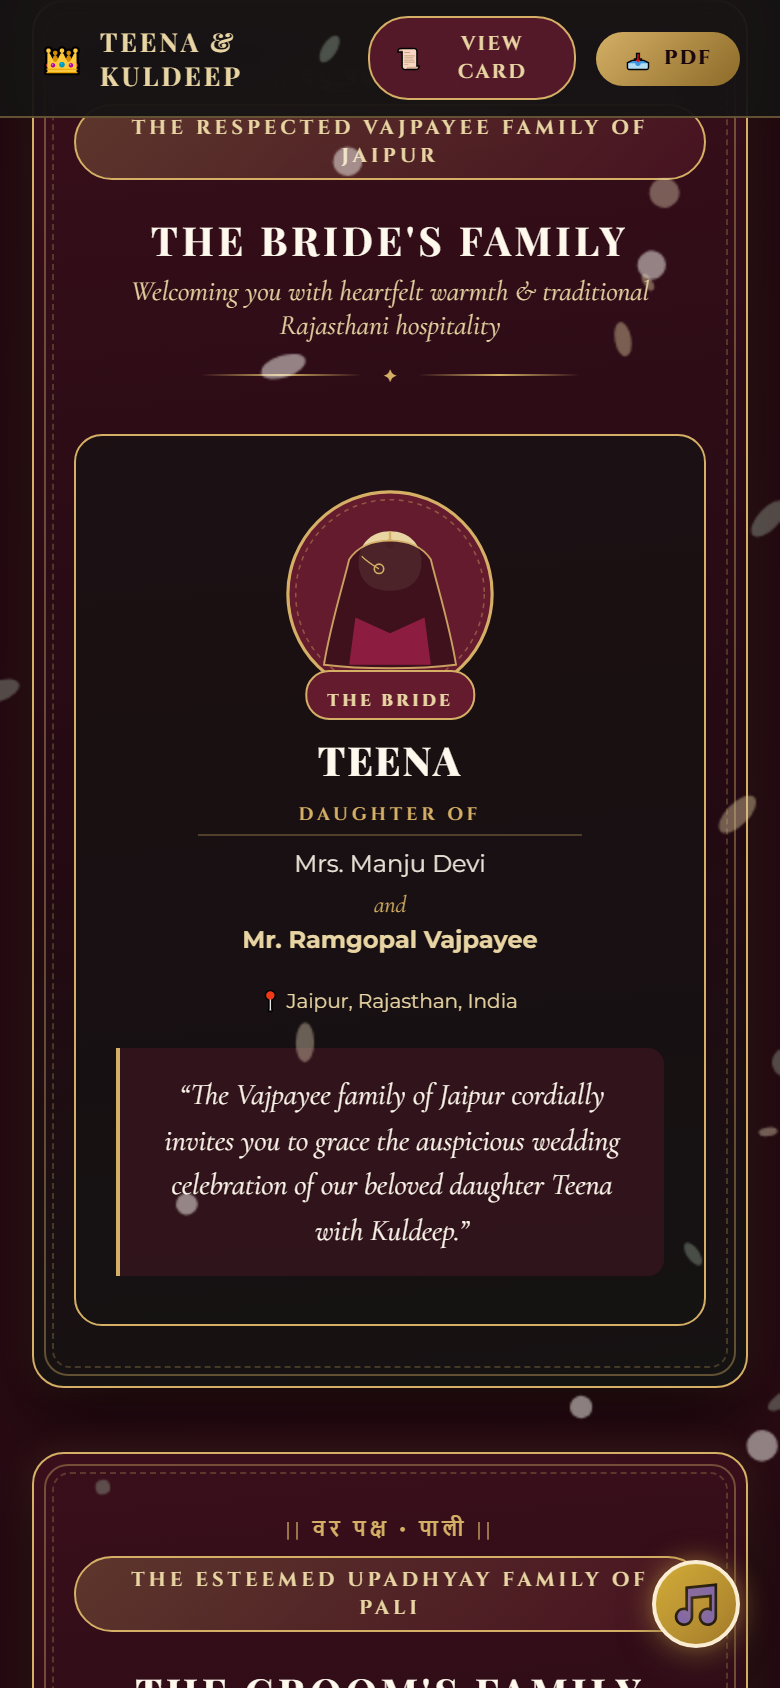 TEENA &
KULDEEP
VIEW
CARD
PDF
THE RESPECTED VAJPAYEE FAMILY OF
JAIPUR
THE BRIDE'S FAMILY
Welcoming you with heartfelt warmth & traditional
Rajasthani hospitality
THE BRIDE
TEENA
DAUGHTER OF
Mrs. Manju Devi
and
Mr. Ramgopal Vajpayee
Jaipur, Rajasthan, India
“The Vajpayee family of Jaipur cordially
invites you to grace the auspicious wedding
celebration of our beloved daughter Teena
with Kuldeep.”
|| वर पक्ष • पाली ||
THE ESTEEMED UPADHYAY FAMILY OF
PALI
THE GROOM'S FAMILY